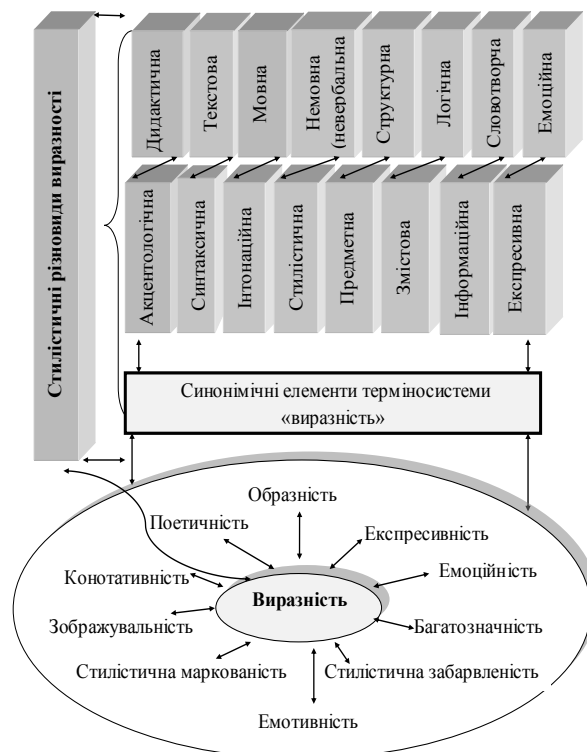 Стилістичні різновиди виразності
Дидактична
Текстова
Мовна
Немовна
(невербальна
Структурна
Логічна
Словотворча
Емоційна
Акцентологічна
Синтаксична
Інтонаційна
Стилістична
Предметна
Змістова
Інформаційна
Експресивна
Синонімічні елементи терміносистеми
«виразність»
Образність
Поетичність
Експресивність
Конотативність
Емоційність
Виразність
Зображувальність
Багатозначність
Стилістична маркованість
Стилістична забарвленість
Емотивність